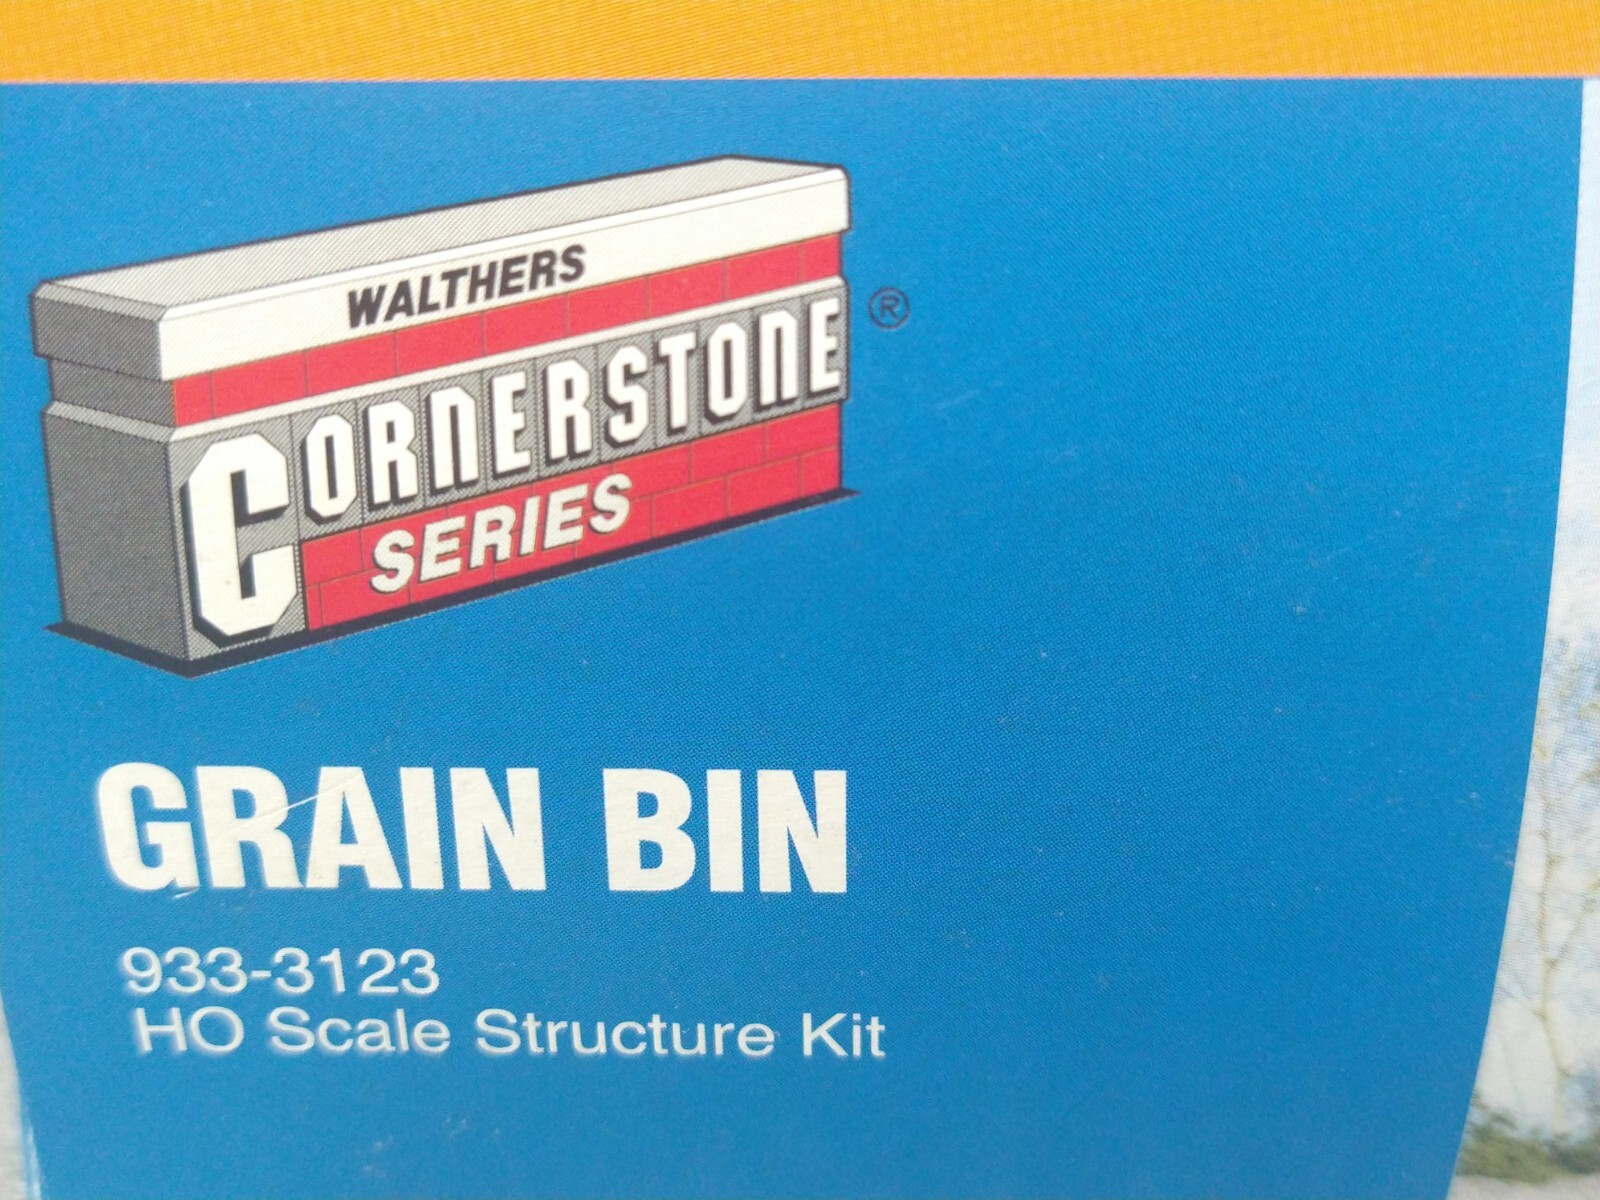 WALTHERS
CORNERSTONE ®
SERIES
GRAIN BIN
933-3123
HO Scale Structure Kit